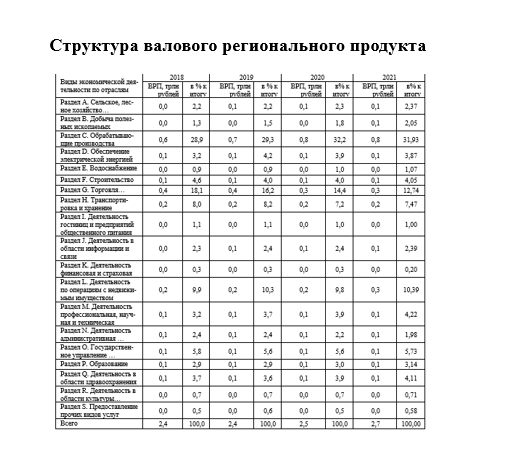 Структура валового регионального продукта
Виды экономической дея-
тельности по отраслям
2018 2019 2020 2021
ВРП, трлн рублей в % к итогу ВРП, трлн рублей в % к итогу ВРП, трлн рублей в % к итогу ВРП, трлн рублей в% к итогу
Раздел A. Сельское, лес-
ное хозяйство… 0,0 2,2 0,1 2,2 0,1 2,3 0,1 2,37
Раздел B. Добыча полез-
ных ископаемых 0,0 1,3 0,0 1,5 0,0 1,8 0,1 2,05
Раздел C. Обрабатываю-
щие производства 0,6 28,9 0,7 29,3 0,8 32,2 0,8 31,93
Раздел D. Обеспечение
электрической энергией 0,1 3,2 0,1 4,2 0,1 3,9 0,1 3,87
Раздел E. Водоснабжение 0,0 0,9 0,0 0,9 0,0 1,0 0,0 1,07
Раздел F. Строительство 0,1 4,6 0,1 4,0 0,1 4,0 0,1 4,05
Раздел G. Торговля… 0,4 18,1 0,4 16,2 0,3 14,4 0,3 12,74
Раздел H. Транспорти-
ровка и хранение 0,2 8,0 0,2 8,2 0,2 7,2 0,2 7,47
Раздел I. Деятельность
гостиниц и предприятий
общественного питания 0,0 1,1 0,0 1,1 0,0 1,0 0,0 1,00
Раздел J. Деятельность в
области информации и
связи 0,0 2,3 0,1 2,4 0,1 2,4 0,1 2,39
Раздел K. Деятельность
финансовая и страховая 0,0 0,3 0,0 0,3 0,0 0,3 0,0 0,20
Раздел L. Деятельность
по операциям с недвижи-
мым имуществом 0,2 9,9 0,2 10,3 0,2 9,8 0,3 10,39
Раздел M. Деятельность
профессиональная, науч-
ная и техническая 0,1 3,2 0,1 3,7 0,1 3,9 0,1 4,22
Раздел N. Деятельность
административная … 0,1 2,4 0,1 2,4 0,1 2,2 0,1 1,98
Раздел O. Государствен-
ное управление … 0,1 5,8 0,1 5,6 0,1 5,6 0,1 5,73
Раздел P. Образование 0,1 2,9 0,1 2,9 0,1 3,0 0,1 3,14
Раздел Q. Деятельность в
области здравоохранения 0,1 3,7 0,1 3,6 0,1 3,9 0,1 4,11
Раздел R. Деятельность в
области культуры… 0,0 0,7 0,0 0,7 0,0 0,7 0,0 0,71
Раздел S. Предоставление
прочих видов услуг 0,0 0,5 0,0 0,6 0,0 0,5 0,0 0,58
Всего 2,4 100,0 2,4 100,0 2,5 100,0 2,7 100,00